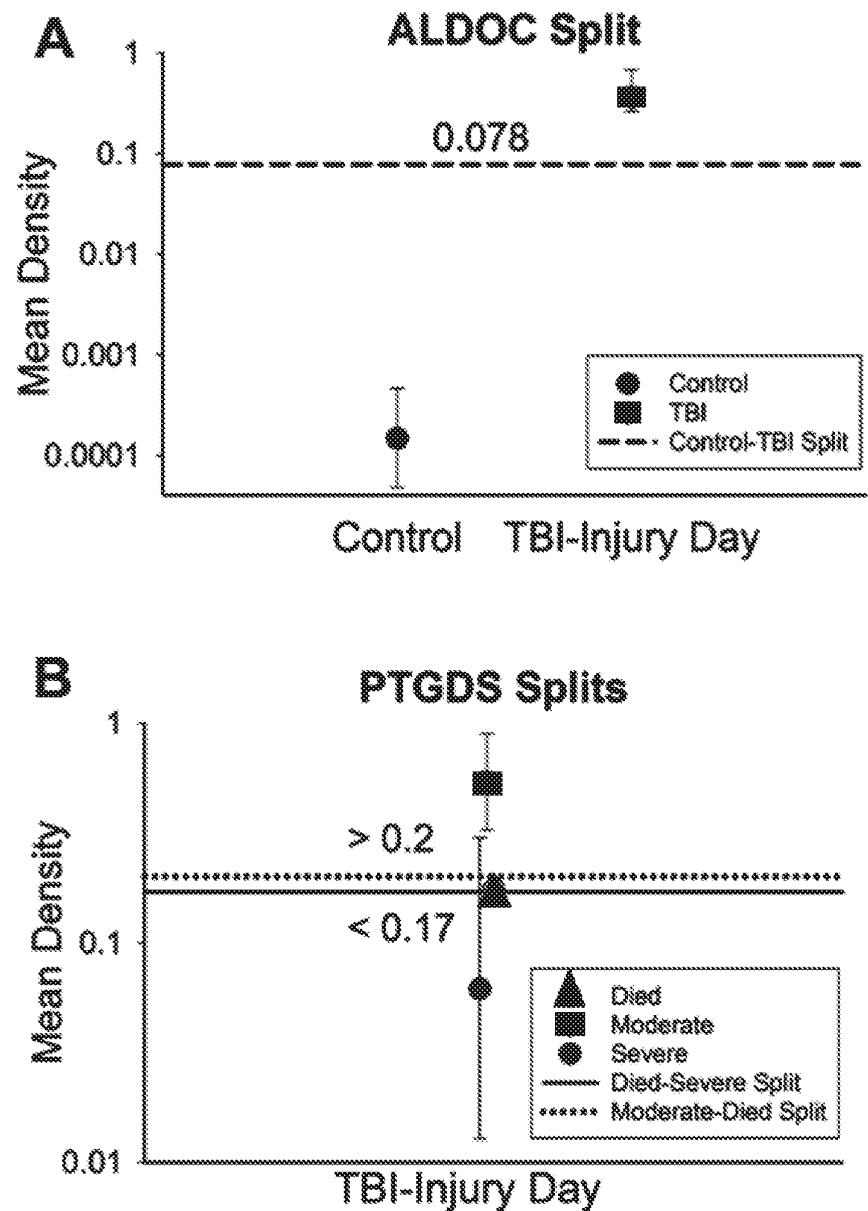 A
ALDOC Split
1
0.1
0.01
0.001
0.0001
Mean Density
0.078
Control
TBI
Control-TBI Split
Control TBI-Injury Day
B
PTGDS Splits
1
0.1
0.01
Mean Density
> 0.2
< 0.17
Died
Moderate
Severe
Died-Severe Split
Moderate-Died Split
TBI-Injury Day